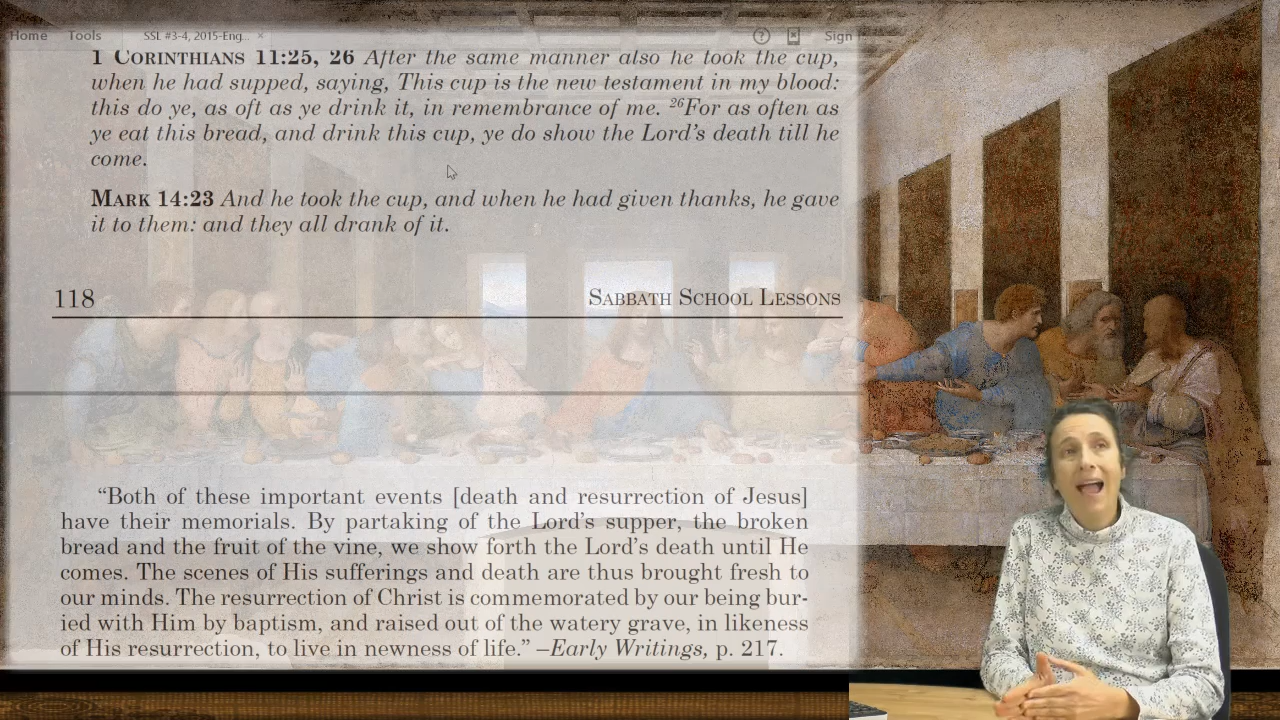 Home Tools SSL #3-4, 2015-Eng... × Sign
1 CORINTHIANS 11:25, 26 After the same manner also he took the cup,
when he had supped, saying, This cup is the new testament in my blood:
this do ye, as oft as ye drink it, in remembrance of me. 26For as often as
ye eat this bread, and drink this cup, ye do show the Lord's death till he
come.
MARK 14:23 And he took the cup, and when he had given thanks, he gave
it to them: and they all drank of it.
118 SABBATH SCHOOL LESSONS
“Both of these important events [death and resurrection of Jesus]
have their memorials. By partaking of the Lord's supper, the broken
bread and the fruit of the vine, we show forth the Lord's death until He
comes. The scenes of His sufferings and death are thus brought fresh to
our minds. The resurrection of Christ is commemorated by our being bur-
ied with Him by baptism, and raised out of the watery grave, in likeness
of His resurrection, to live in newness of life.” –Early Writings, p. 217.